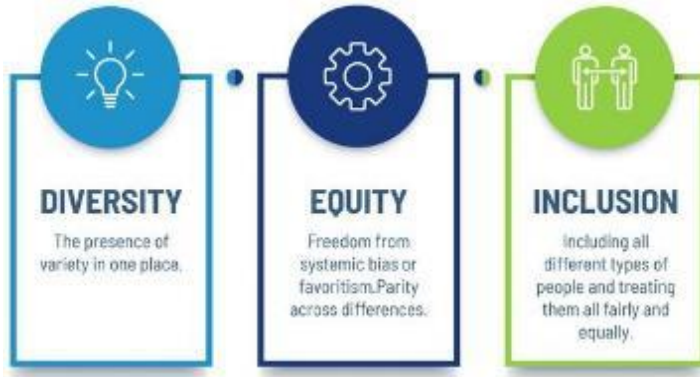 DIVERSITY
The presence of
variety in one place.
EQUITY
Freedom from
systemic bias or
favoritism.Parity
across differences.
INCLUSION
Including all
different types of
people and treating
them all fairly and
equally.